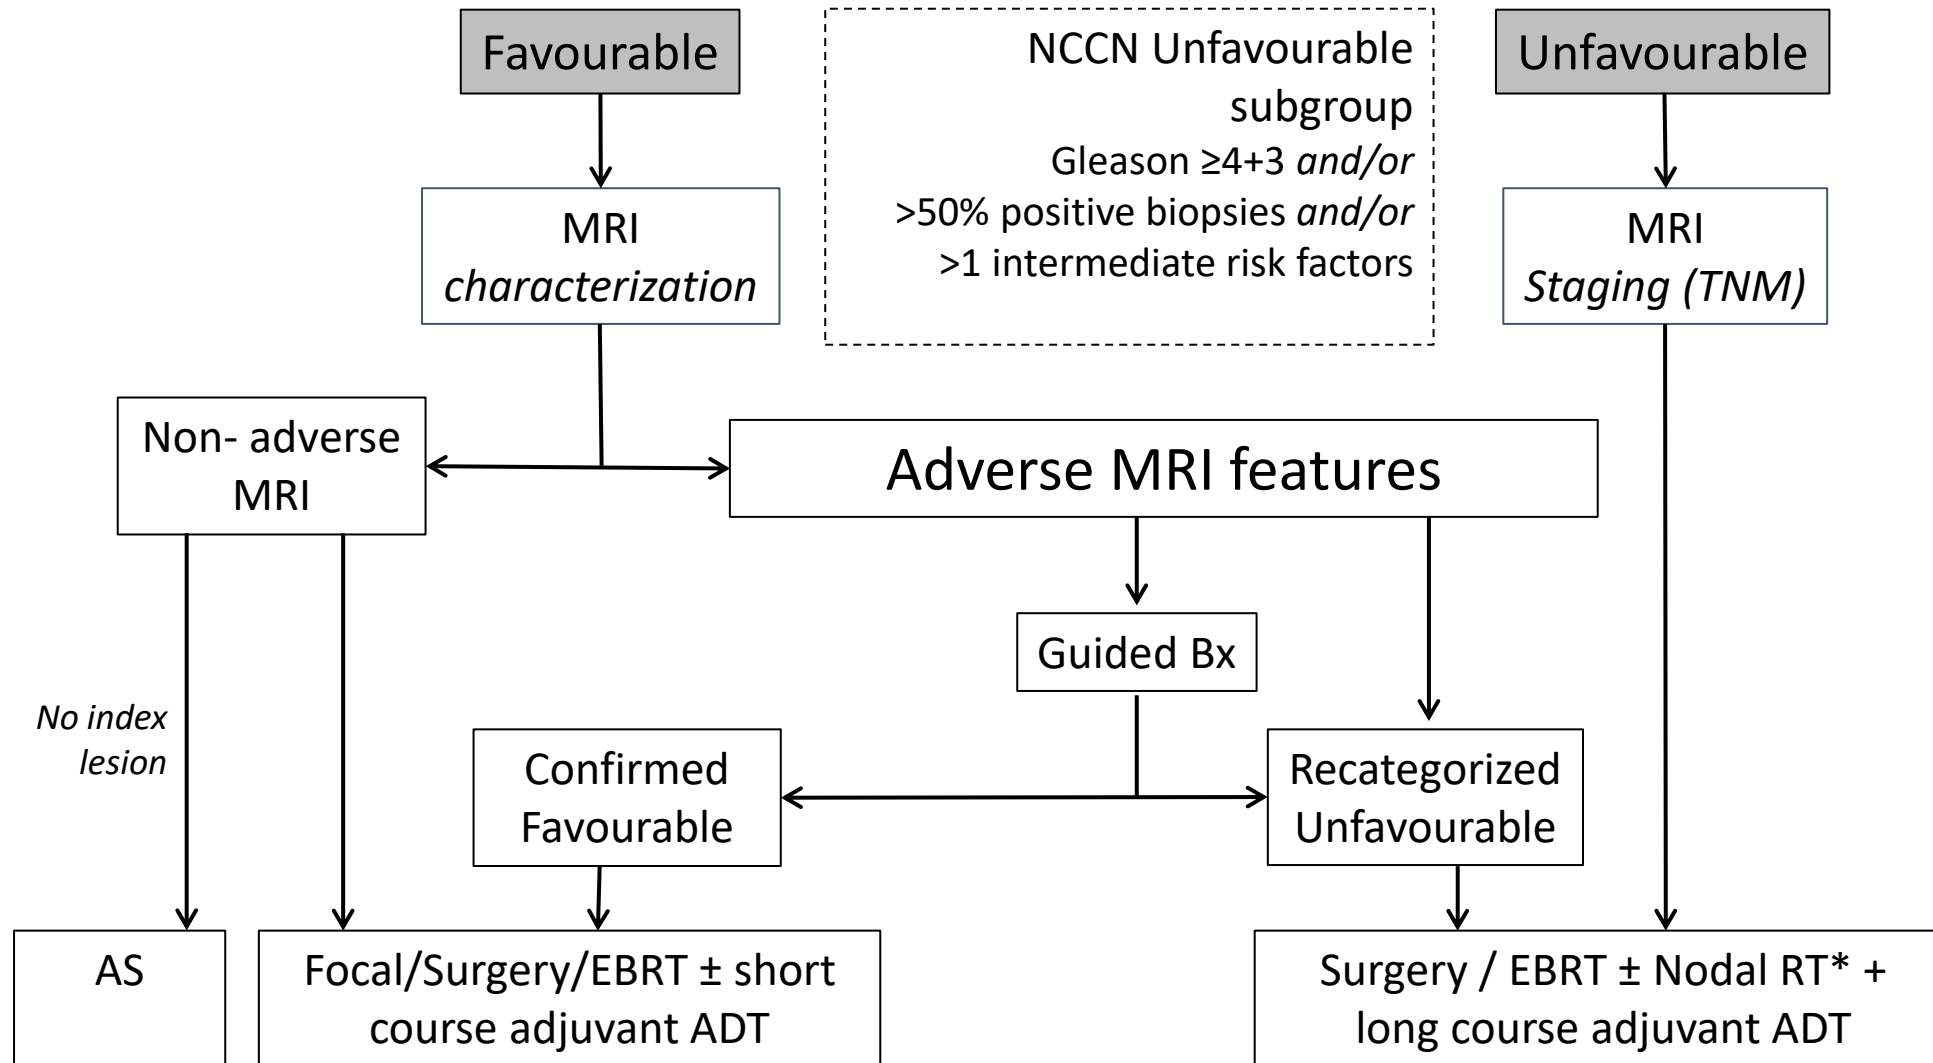 Favourable
NCCN Unfavourable
subgroup
Gleason ≥4+3 and/or
>50% positive biopsies and/or
>1 intermediate risk factors
Unfavourable
MRI
characterization
MRI
Staging (TNM)
Non- adverse
MRI
Adverse MRI features
Guided Bx
No index
lesion
Confirmed
Favourable
Recategorized
Unfavourable
AS
Focal/Surgery/EBRT ± short
course adjuvant ADT
Surgery / EBRT ± Nodal RT* +
long course adjuvant ADT